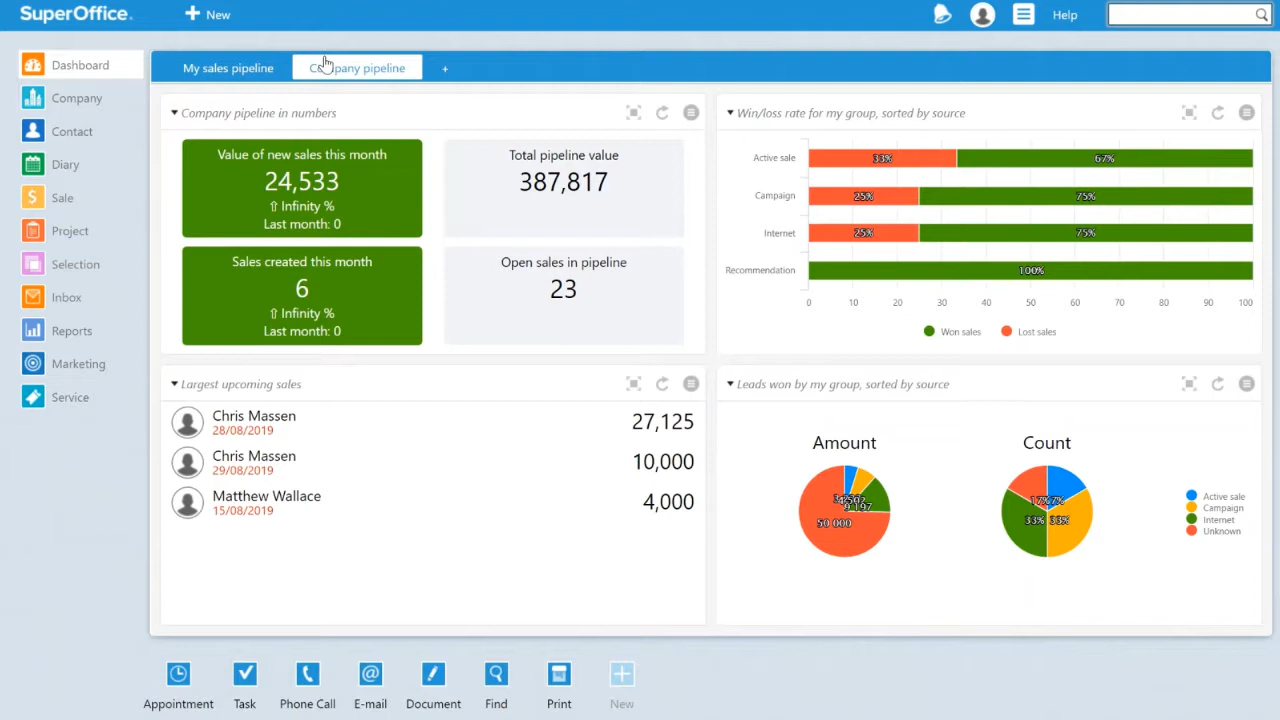 SuperOffice.
New
Help
Dashboard
Company
Contact
Diary
Sale
Project
Selection
Inbox
Reports
Marketing
Service
My sales pipeline
Company pipeline
+
Company pipeline in numbers
Value of new sales this month
24,533
⇧ Infinity %
Last month: 0
Total pipeline value
387,817
Sales created this month
6
⇧ Infinity %
Last month: 0
Open sales in pipeline
23
Win/loss rate for my group, sorted by source
Active sale 33% 67%
Campaign 25% 75%
Internet 25% 75%
Recommendation 100%
0 10 20 30 40 50 60 70 80 90 100
Won sales Lost sales
Largest upcoming sales
Chris Massen
28/08/2019
27,125
Chris Massen
29/08/2019
10,000
Matthew Wallace
15/08/2019
4,000
Leads won by my group, sorted by source
Amount
9 197
50 000
Count
33% 33%
Active sale
Campaign
Internet
Unknown
Appointment
Task
Phone Call
E-mail
Document
Find
Print
New